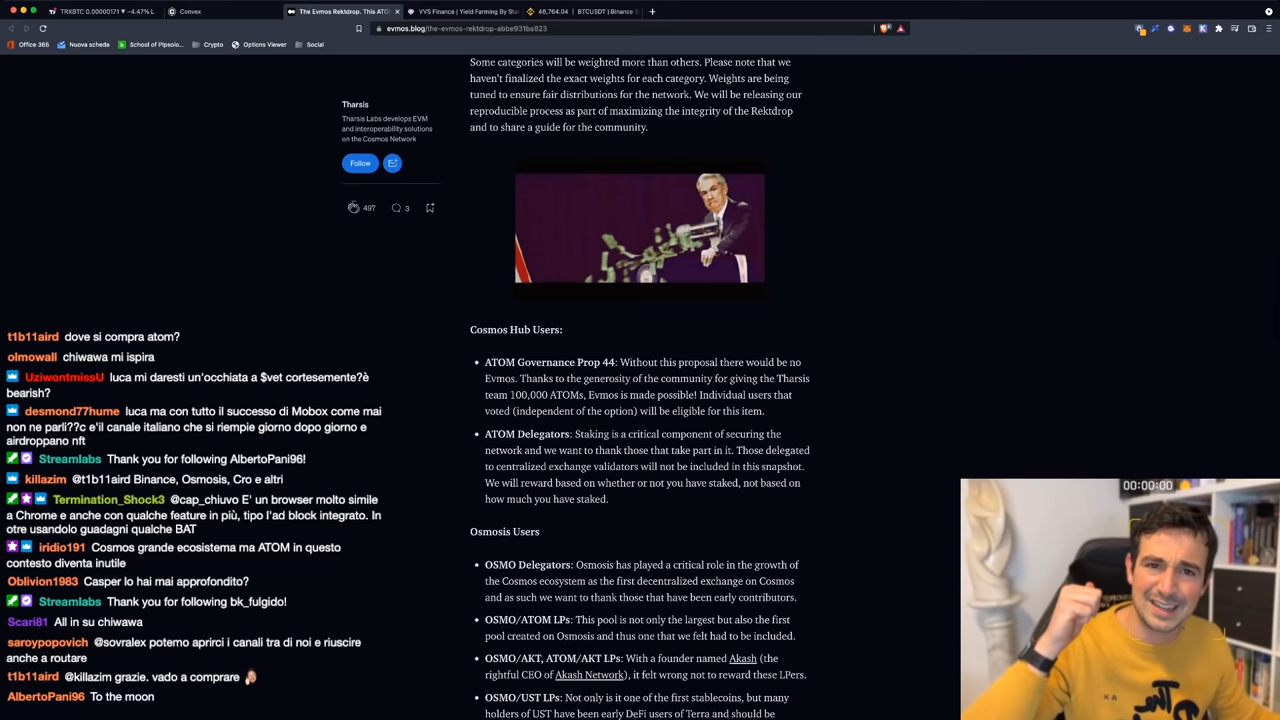 TRXBTC 0.00000171 ▼ −4.47% L
Convex
The Evmos Rektdrop. This ATO
VVS Finance | Yield Farming By Sta
46,764.04 | BTCUSDT | Binance S
evmos.blog/the-evmos-rektdrop-abbe931ba823
Office 365
Nuova scheda
School of Plpsolo...
Crypto
Options Viewer
Social
Some categories will be weighted more than others. Please note that we
haven't finalized the exact weights for each category. Weights are being
tuned to ensure fair distributions for the network. We will be releasing our
reproducible process as part of maximizing the integrity of the Rektdrop
and to share a guide for the community.
Tharsis
Tharsis Labs develops EVM
and interoperability solutions
on the Cosmos Network
Follow
497
3
Cosmos Hub Users:
• ATOM Governance Prop 44: Without this proposal there would be no
Evmos. Thanks to the generosity of the community for giving the Tharsis
team 100,000 ATOMs, Evmos is made possible! Individual users that
voted (independent of the option) will be eligible for this item.
• ATOM Delegators: Staking is a critical component of securing the
network and we want to thank those that take part in it. Those delegated
to centralized exchange validators will not be included in this snapshot.
We will reward based on whether or not you have staked, not based on
how much you have staked.
Osmosis Users
• OSMO Delegators: Osmosis has played a critical role in the growth of
the Cosmos ecosystem as the first decentralized exchange on Cosmos
and as such we want to thank those that have been early contributors.
• OSMO/ATOM LPs: This pool is not only the largest but also the first
pool created on Osmosis and thus one that we felt had to be included.
• OSMO/AKT, ATOM/AKT LPs: With a founder named Akash (the
rightful CEO of Akash Network), it felt wrong not to reward these LPers.
• OSMO/UST LPs: Not only is it one of the first stablecoins, but many
holders of UST have been early DeFi users of Terra and should be
t1b11aird dove si compra atom?
olmowall chiwawa mi ispira
UziwontmissU luca mi daresti un'occhiata a $vet cortesemente?è
bearish?
desmond77hume luca ma con tutto il successo di Mobox come mai
non ne parli??c e'il canale italiano che si riempie giorno dopo giorno e
airdroppano nft
Streamlabs Thank you for following AlbertoPani96!
killazim @t1b11aird Binance, Osmosis, Cro e altri
Termination_Shock3 @cap_chiuvo E' un browser molto simile
a Chrome e anche con qualche feature in più, tipo l'ad block integrato. In
otre usandolo guadagni qualche BAT
iridio191 Cosmos grande ecosistema ma ATOM in questo
contesto diventa inutile
Oblivion1983 Casper lo hai mai approfondito?
Streamlabs Thank you for following bk_fulgido!
Scari81 All in su chiwawa
saroypopovich @sovralex potemo aprirci i canali tra di noi e riuscire
anche a routare
t1b11aird @killazim grazie. vado a comprare
AlbertoPani96 To the moon
00:00:00